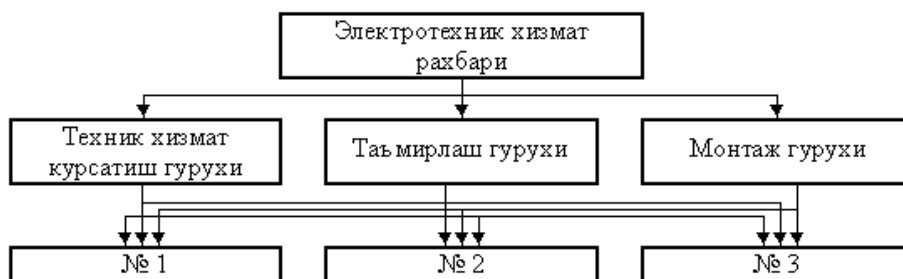 Электротехник хизмат
рахбари
Техник хизмат
курсатиш гурухи
Таъмирлаш гурухи
Монтаж гурухи
№ 1
№ 2
№ 3